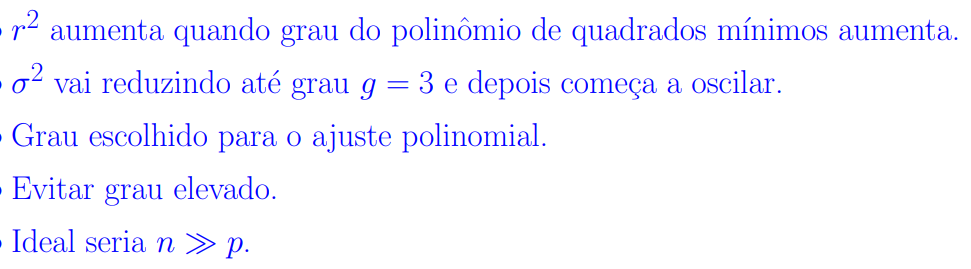 • r² aumenta quando grau do polinômio de quadrados mínimos aumenta.
• σ² vai reduzindo até grau g = 3 e depois começa a oscilar.
• Grau escolhido para o ajuste polinomial.
• Evitar grau elevado.
• Ideal seria n ≫ p.